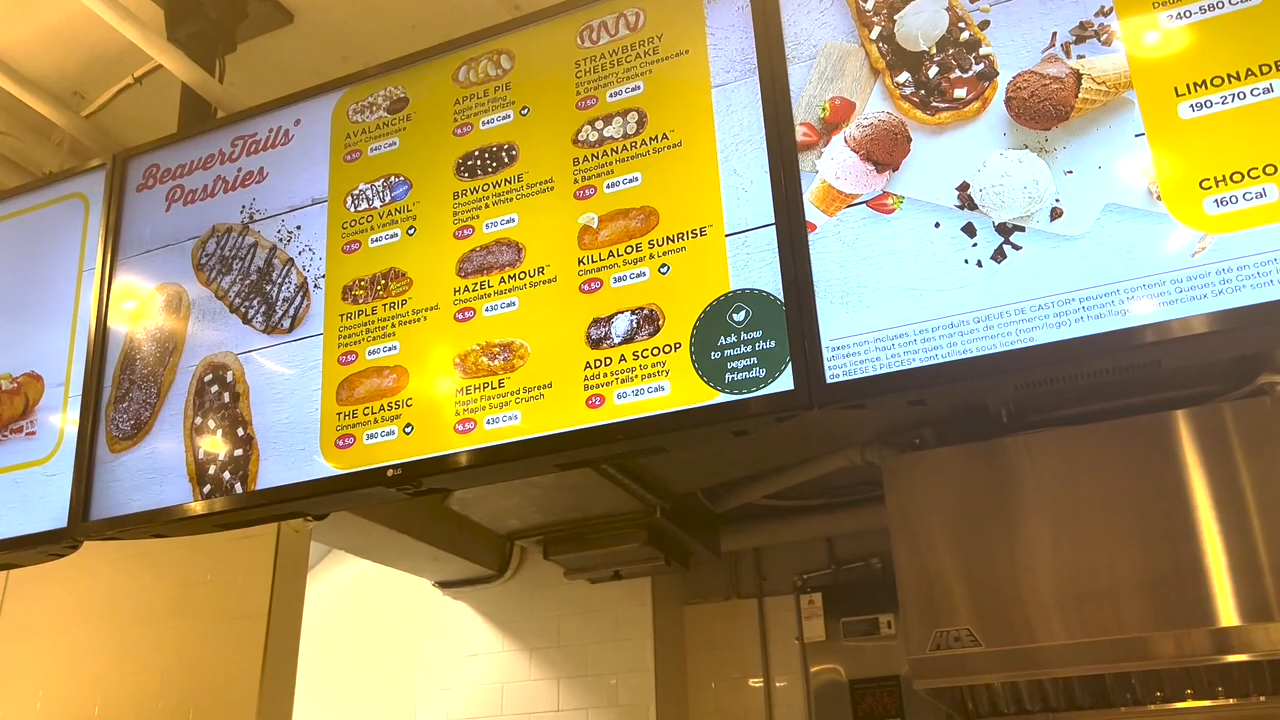 BeaverTails®
Pastries
AVALANCHE™
Skor® Cheesecake
$8.50 540 Cals
COCO VANIL'™
Cookies & Vanilla Icing
$7.50 540 Cals
TRIPLE TRIP™
Chocolate Hazelnut Spread,
Peanut Butter & Reese's
Pieces® Candies
$7.50 660 Cals
THE CLASSIC
Cinnamon & Sugar
$6.50 380 Cals
APPLE PIE
Apple Pie Filling
& Caramel Drizzle
$8.50 540 Cals
BRWOWNIE™
Chocolate Hazelnut Spread,
Brownie & White Chocolate
Chunks
$7.50 570 Cals
HAZEL AMOUR™
Chocolate Hazelnut Spread
$6.50 430 Cals
MEHPLE™
Maple Flavoured Spread
& Maple Sugar Crunch
$6.50 430 Cals
STRAWBERRY
CHEESECAKE
Strawberry Jam Cheesecake
& Graham Crackers
$7.50 490 Cals
BANANARAMA™
Chocolate Hazelnut Spread
& Bananas
$7.50 480 Cals
KILLALOE SUNRISE™
Cinnamon, Sugar & Lemon
$6.50 380 Cals
ADD A SCOOP
Add a scoop to any
BeaverTails® pastry
+$2 60-120 Cals
Ask how
to make this
vegan
friendly
LG
240-580 Cal
LIMONADE
190-270 Cal
CHOCO
160 Cal
Taxes non-incluses. Les produits QUEUES DE CASTOR® peuvent contenir ou avoir été en cont
utilisées ci-haut sont des marques de commerce appartenant à Marques Queues de Castor I
sous licence. Les marques de commerce (nom/logo) et habillag commerciaux SKOR® sont
de REESE'S PIECES® sont utilisés sous licence.
HCE